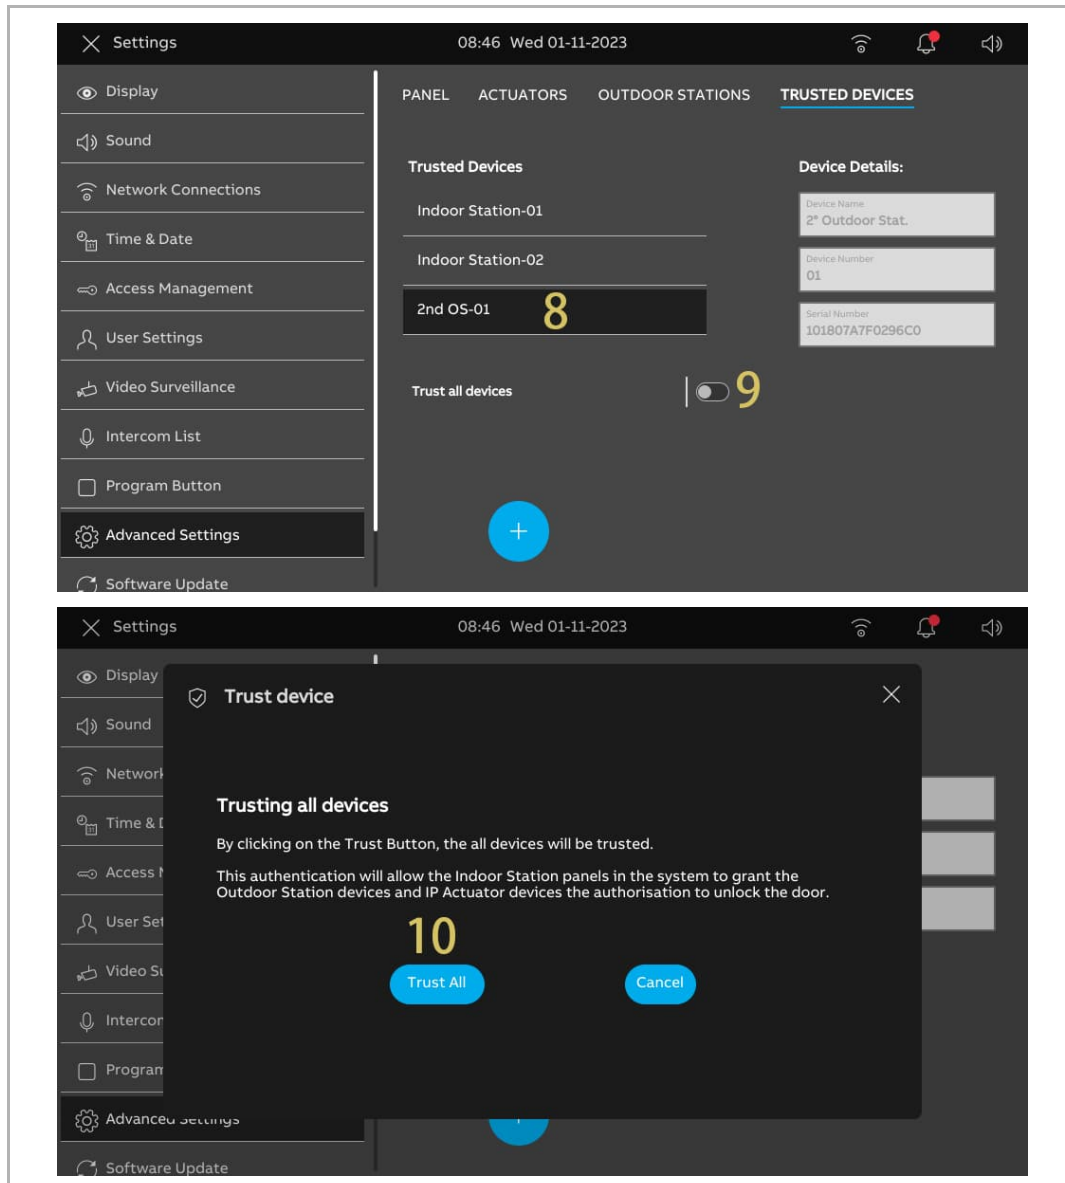 Settings
08:46 Wed 01-11-2023
Display
Sound
Network Connections
Time & Date
Access Management
User Settings
Video Surveillance
Intercom List
Program Button
Advanced Settings
Software Update
PANEL ACTUATORS OUTDOOR STATIONS TRUSTED DEVICES
Trusted Devices
Indoor Station-01
Indoor Station-02
2nd OS-01
8
Trust all devices
9
+
Device Details:
Device Name
2° Outdoor Stat.
Device Number
01
Serial Number
101807A7F0296C0
Settings
08:46 Wed 01-11-2023
Display
Sound
Network
Time & D
Access M
User Set
Video Su
Intercom
Program
Advanced Settings
Software Update
Trust device
Trusting all devices
By clicking on the Trust Button, the all devices will be trusted.
This authentication will allow the Indoor Station panels in the system to grant the
Outdoor Station devices and IP Actuator devices the authorisation to unlock the door.
10
Trust All
Cancel